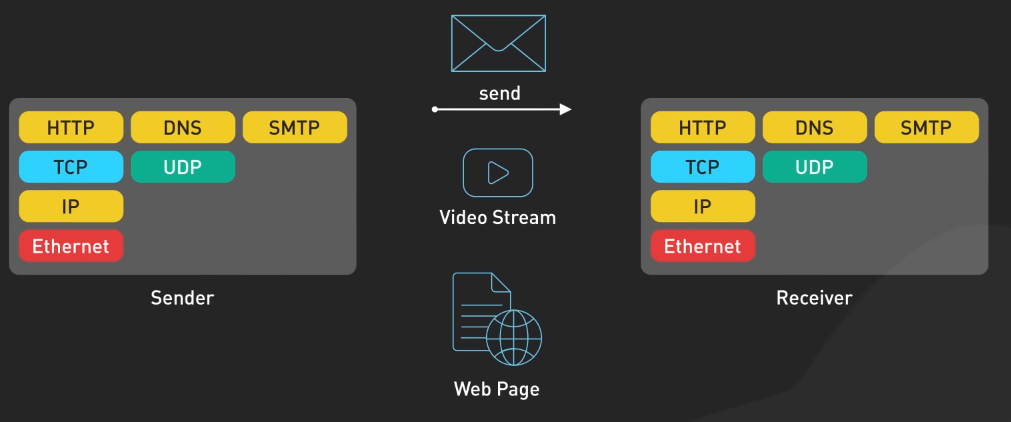 send
HTTP DNS SMTP
TCP UDP
IP
Ethernet
Sender
Video Stream
Web Page
HTTP DNS SMTP
TCP UDP
IP
Ethernet
Receiver